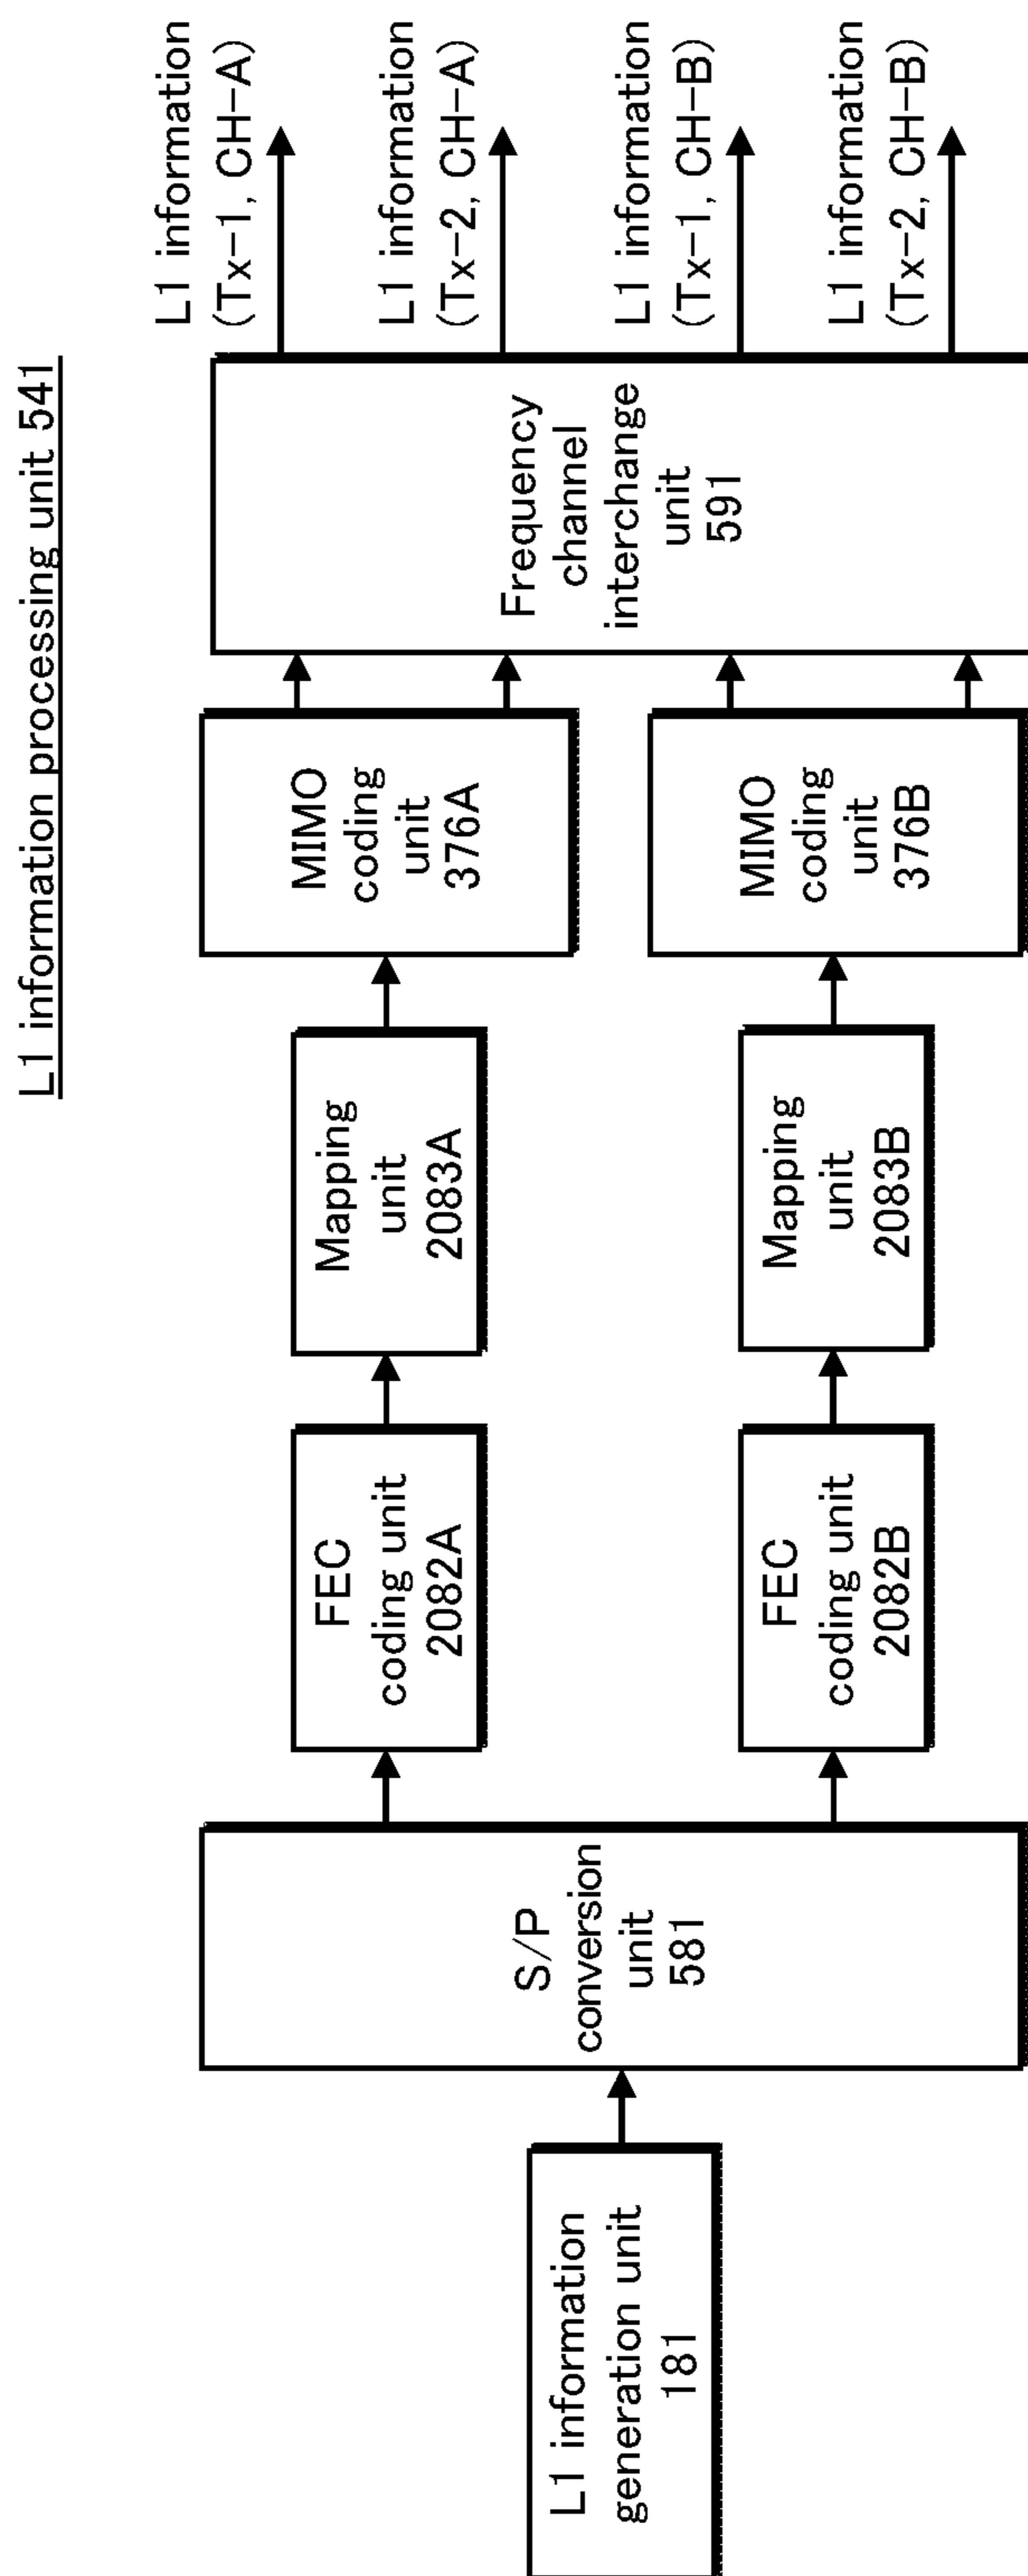 L1 information processing unit 541
L1 information
generation unit
181
S/P
conversion
unit
581
FEC
coding unit
2082A
Mapping
unit
2083A
MIMO
coding
unit
376A
FEC
coding unit
2082B
Mapping
unit
2083B
MIMO
coding
unit
376B
Frequency
channel
interchange
unit
591
L1 information
(Tx-1, CH-A)
L1 information
(Tx-2, CH-A)
L1 information
(Tx-1, CH-B)
L1 information
(Tx-2, CH-B)